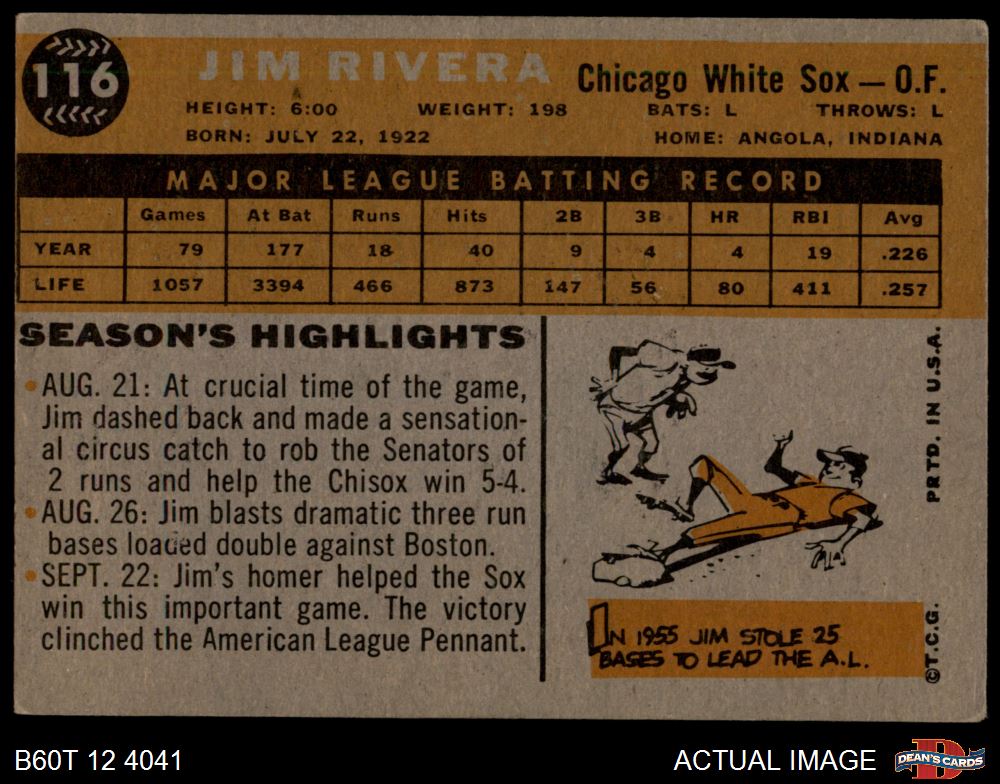 116
JIM RIVERA
Chicago White Sox — O.F.
HEIGHT: 6:00 WEIGHT: 198 BATS: L THROWS: L
BORN: JULY 22, 1922 HOME: ANGOLA, INDIANA
MAJOR LEAGUE BATTING RECORD
Games At Bat Runs Hits 2B 3B HR RBI Avg
YEAR 79 177 18 40 9 4 4 19 .226
LIFE 1057 3394 466 873 147 56 80 411 .257
SEASON'S HIGHLIGHTS
• AUG. 21: At crucial time of the game,
Jim dashed back and made a sensation-
al circus catch to rob the Senators of
2 runs and help the Chisox win 5-4.
• AUG. 26: Jim blasts dramatic three run
bases loaded double against Boston.
• SEPT. 22: Jim's homer helped the Sox
win this important game. The victory
clinched the American League Pennant.
IN 1955 JIM STOLE 25
BASES TO LEAD THE A.L.
©T.C.G. PRTD. IN U.S.A.
B60T 12 4041
ACTUAL IMAGE
D
DEAN'S CARDS